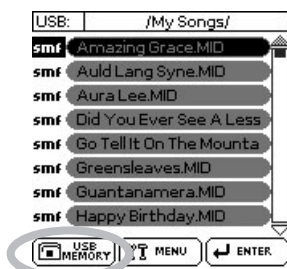 USB: /My Songs/
smf Amazing Grace.MID
smf Auld Lang Syne.MID
smf Aura Lee.MID
smf Did You Ever See A Less
smf Go Tell It On The Mounta
smf Greensleaves.MID
smf Guantanamera.MID
smf Happy Birthday.MID
USB MEMORY MENU ENTER